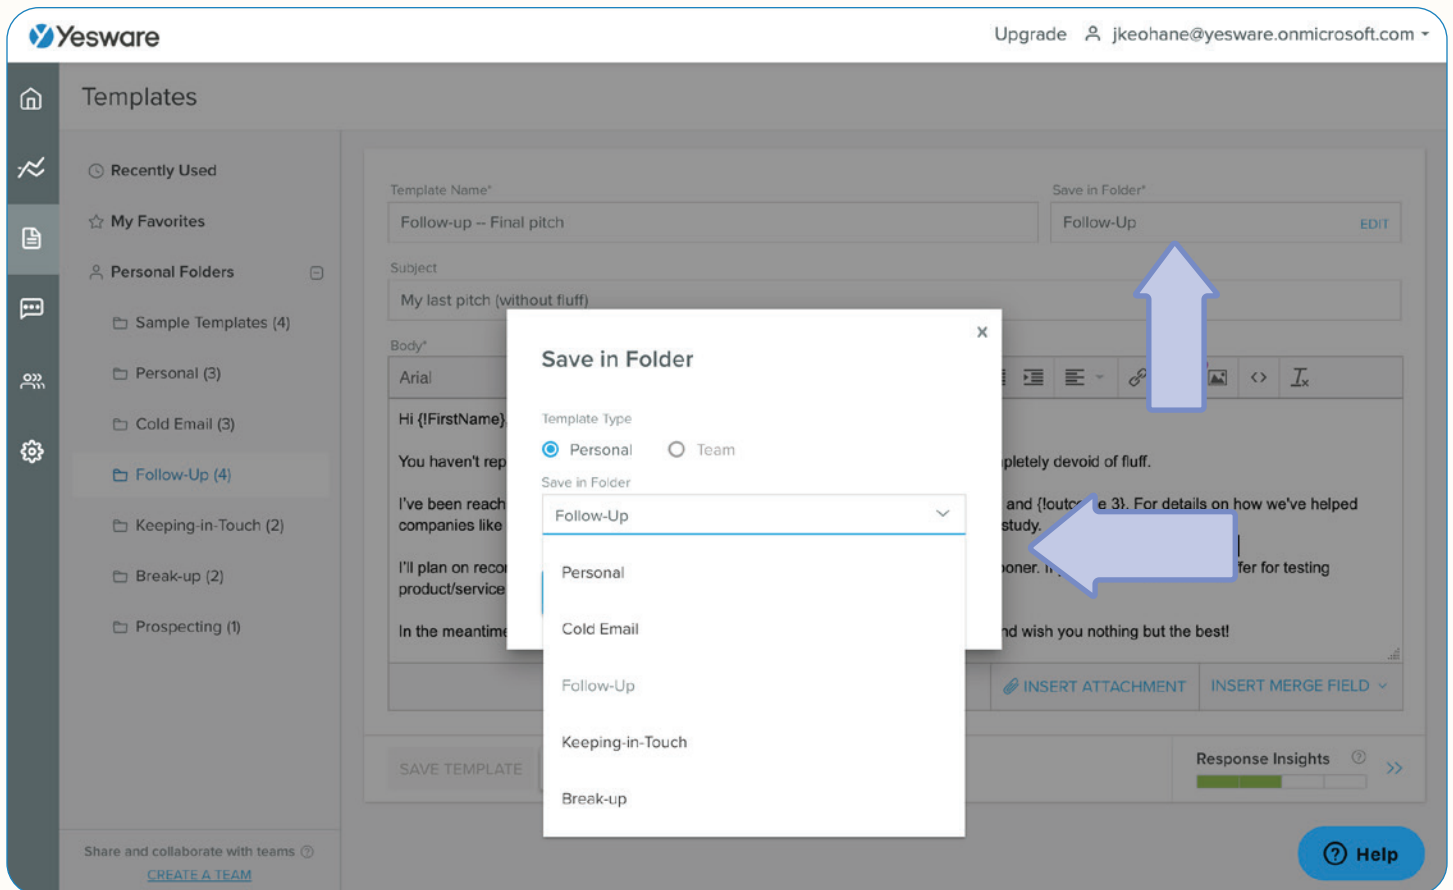 Yesware
Upgrade jkeohane@yesware.onmicrosoft.com
Templates
Recently Used
My Favorites
Personal Folders
Sample Templates (4)
Personal (3)
Cold Email (3)
Follow-Up (4)
Keeping-in-Touch (2)
Break-up (2)
Prospecting (1)
Share and collaborate with teams
CREATE A TEAM
Template Name*
Follow-up -- Final pitch
Save in Folder*
Follow-Up EDIT
Subject
My last pitch (without fluff)
Body*
Arial
Hi {!FirstName}
You haven't rep pletely devoid of fluff.
I've been reach and {!outco e 3}. For details on how we've helped
companies like study.
I'll plan on reco ooner. fer for testing
product/service
In the meantime nd wish you nothing but the best!
INSERT ATTACHMENT INSERT MERGE FIELD
SAVE TEMPLATE
Response Insights
Save in Folder
x
Template Type
Personal Team
Save in Folder
Follow-Up
Personal
Cold Email
Follow-Up
Keeping-in-Touch
Break-up
Help